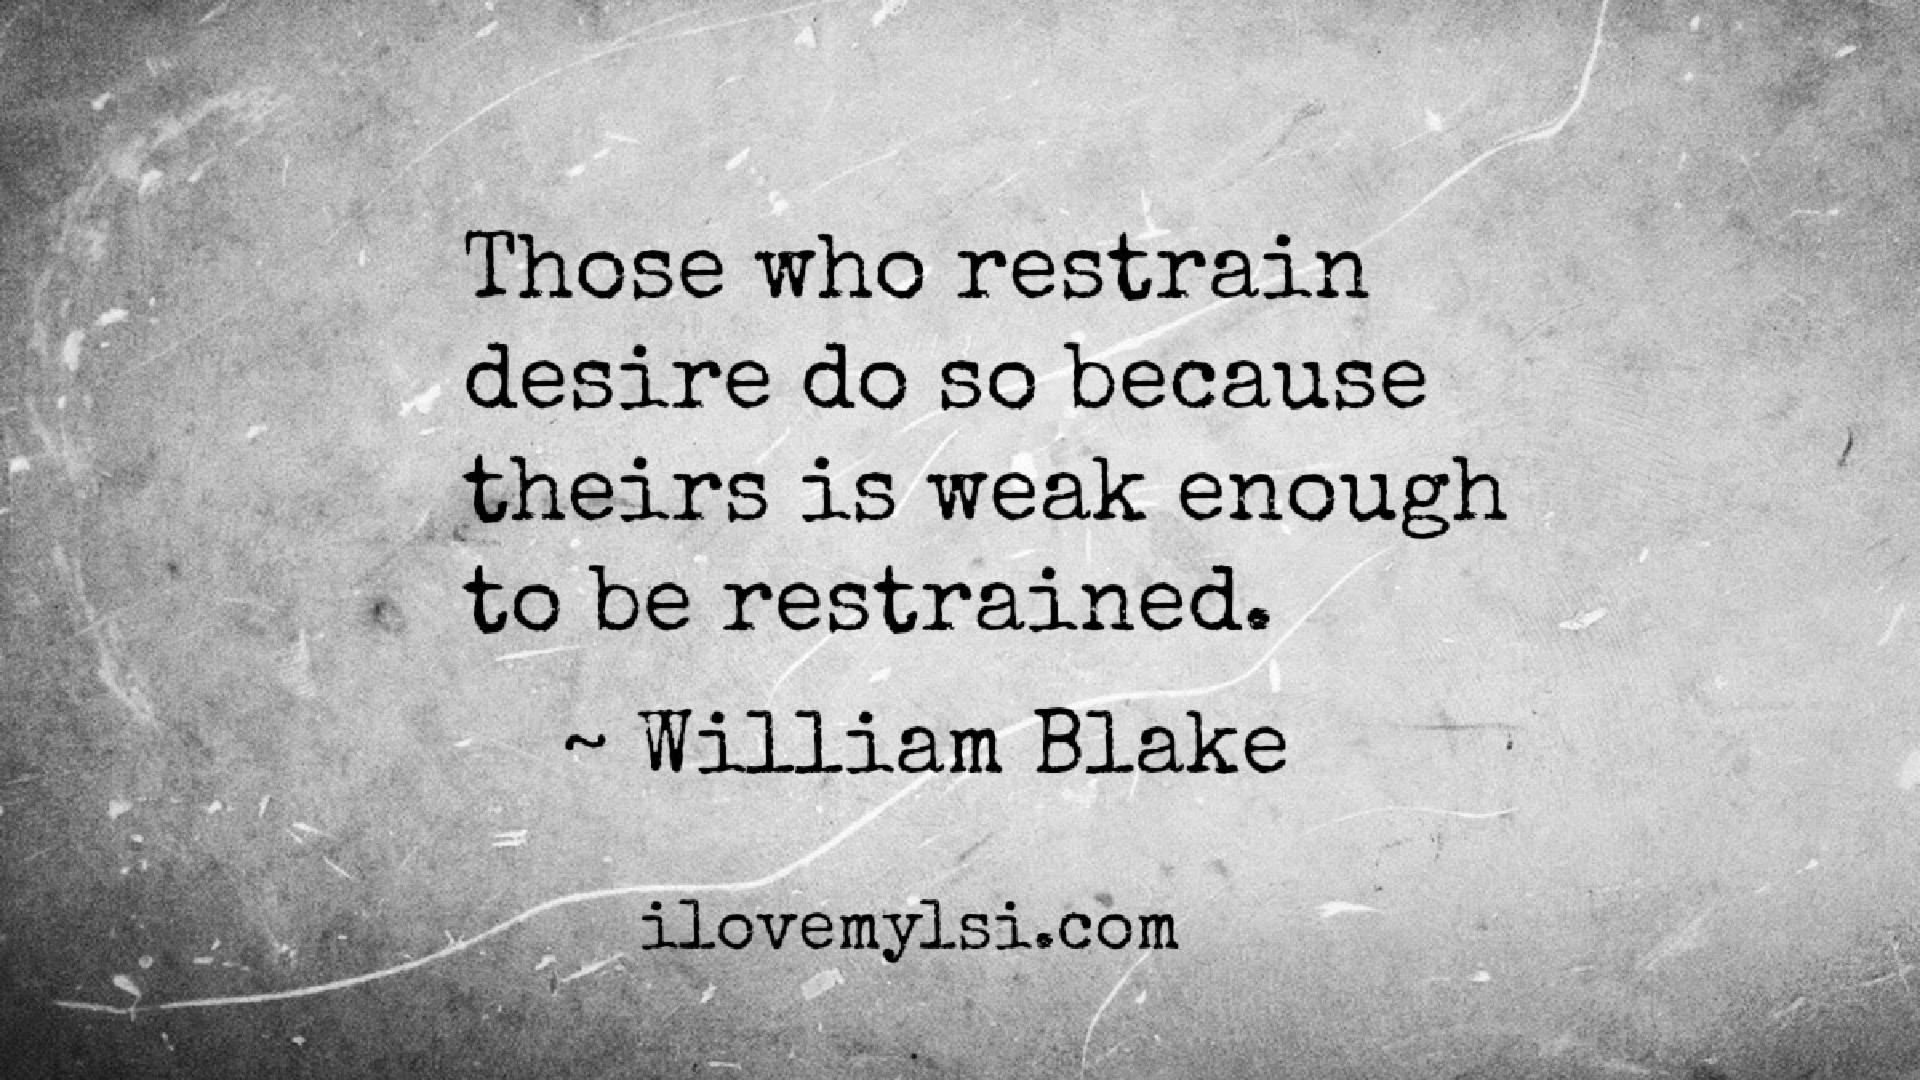 Those who restrain
desire do so because
theirs is weak enough
to be restrained.
~ William Blake
ilovemylsi.com